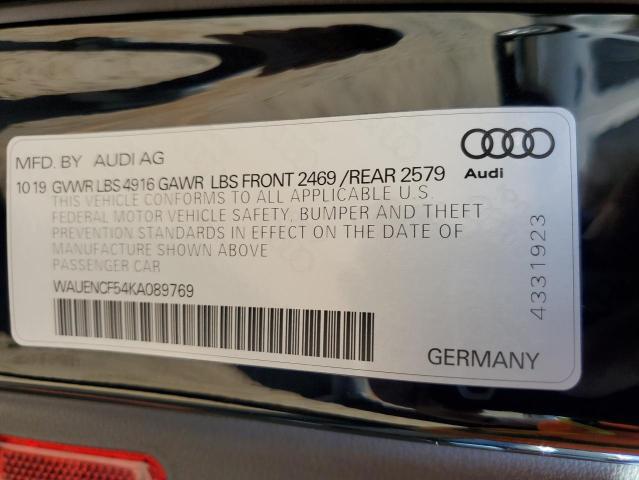 MFD. BY AUDI AG
10 19 GVWR LBS 4916 GAWR LBS FRONT 2469 /REAR 2579
THIS VEHICLE CONFORMS TO ALL APPLICABLE U.S.
FEDERAL MOTOR VEHICLE SAFETY, BUMPER AND THEFT
PREVENTION STANDARDS IN EFFECT ON THE DATE OF
MANUFACTURE SHOWN ABOVE
PASSENGER CAR
WAUENCF54KA089769
Audi
4331923
GERMANY